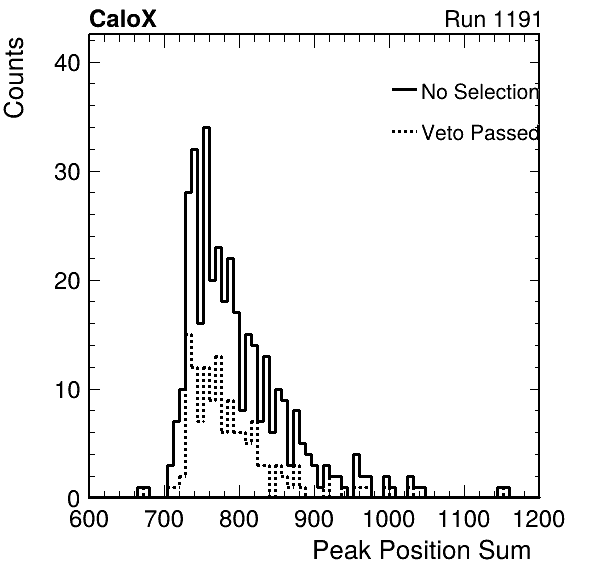 CaloX Run 1191
Counts
40
30
20
10
0
No Selection
Veto Passed
600 700 800 900 1000 1100 1200
Peak Position Sum